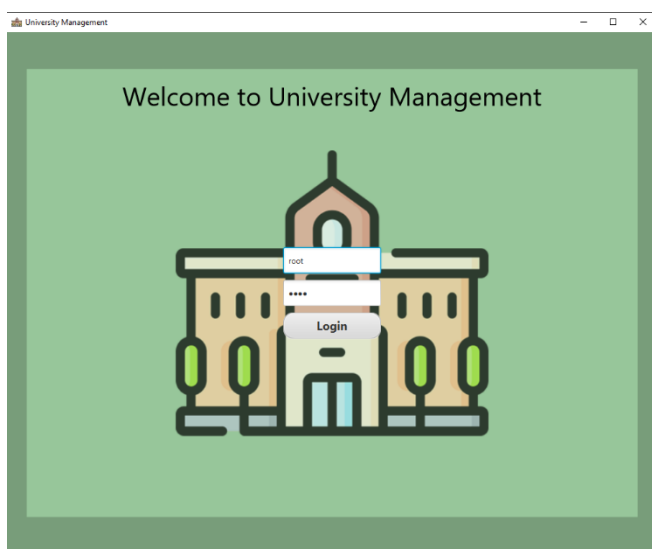 University Management
Welcome to University Management
root
••••
Login